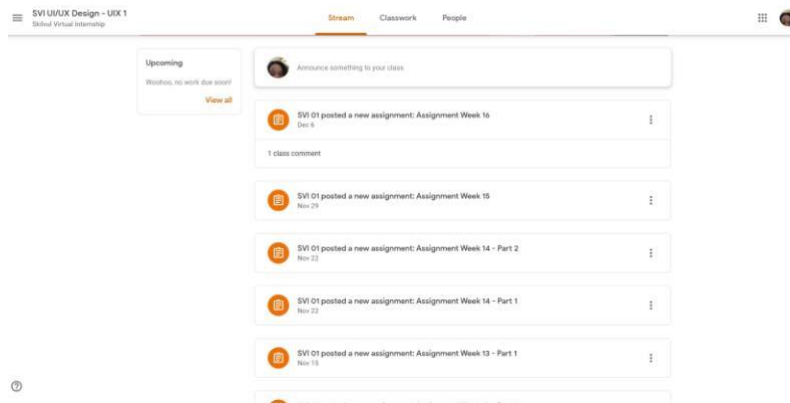 SVI UI/UX Design - UIX 1
Skilvul Virtual Internship
Stream
Classwork
People
Upcoming
Woohoo, no work due soon!
View all
Announce something to your class
SVI 01 posted a new assignment: Assignment Week 16
Dec 6
1 class comment
SVI 01 posted a new assignment: Assignment Week 15
Nov 29
SVI 01 posted a new assignment: Assignment Week 14 - Part 2
Nov 22
SVI 01 posted a new assignment: Assignment Week 14 - Part 1
Nov 22
SVI 01 posted a new assignment: Assignment Week 13 - Part 1
Nov 15